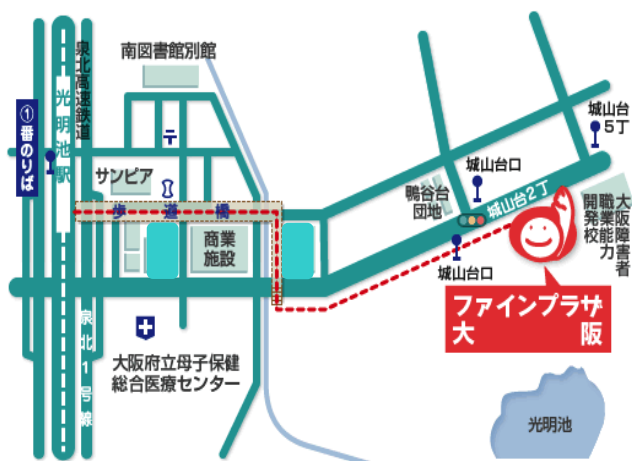 南図書館別館
泉北高速鉄道
光明池駅
①番のりば
〒
サンピア
歩道橋
商業
施設
城山台
5丁
城山台口
鴨谷台
団地
城山台2丁
城山台口
大阪障害者
職業能力
開発校
ファインプラザ
大阪
泉北1号線
大阪府立母子保健
総合医療センター
光明池